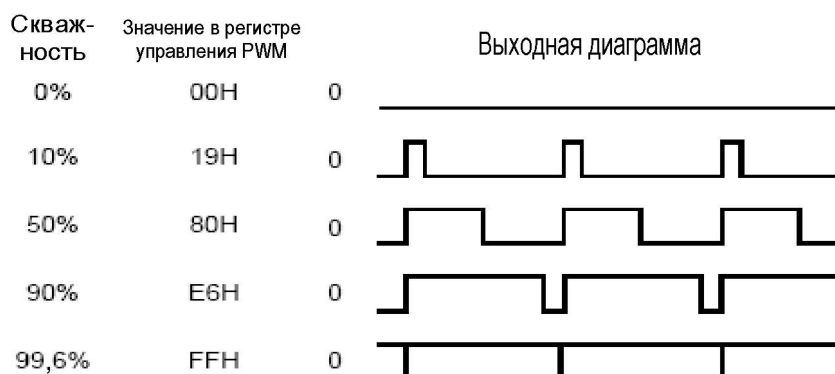 Скваж-
ность
Значение в регистре
управления PWM
Выходная диаграмма
0% 00H 0
10% 19H 0
50% 80H 0
90% E6H 0
99,6% FFH 0